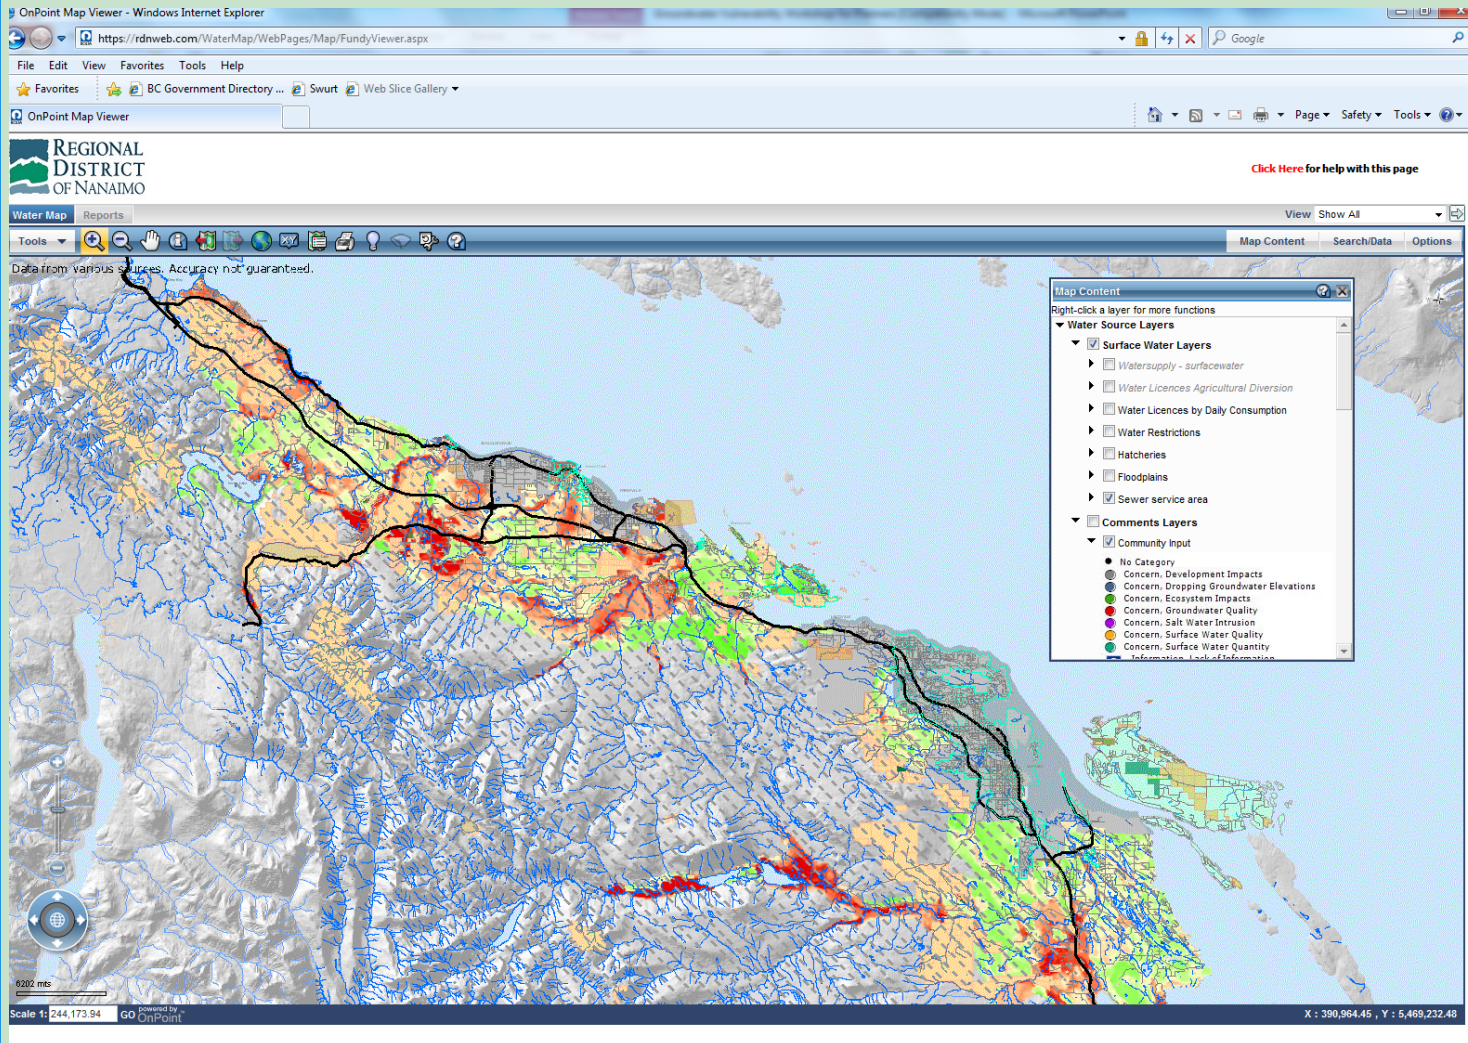 OnPoint Map Viewer - Windows Internet Explorer
https://rdnweb.com/WaterMap/WebPages/Map/FundyViewer.aspx
Google
File Edit View Favorites Tools Help
Favorites BC Government Directory ... Swurt Web Slice Gallery
OnPoint Map Viewer
Page Safety Tools
REGIONAL
DISTRICT
OF NANAIMO
Click Here for help with this page
Water Map Reports
View Show All
Tools
XY
Map Content Search/Data Options
Data from various sources. Accuracy not guaranteed.
Map Content
Right-click a layer for more functions
Water Source Layers
Surface Water Layers
Watersupply - surfacewater
Water Licences Agricultural Diversion
Water Licences by Daily Consumption
Water Restrictions
Hatcheries
Floodplains
Sewer service area
Comments Layers
Community Input
No Category
Concern, Development Impacts
Concern, Dropping Groundwater Elevations
Concern, Ecosystem Impacts
Concern, Groundwater Quality
Concern, Salt Water Intrusion
Concern, Surface Water Quality
Concern, Surface Water Quantity
Information, Lack of Information
6202 mts
Scale 1: 244,173.94 GO powered by OnPoint
X : 390,964.45 , Y : 5,469,232.48